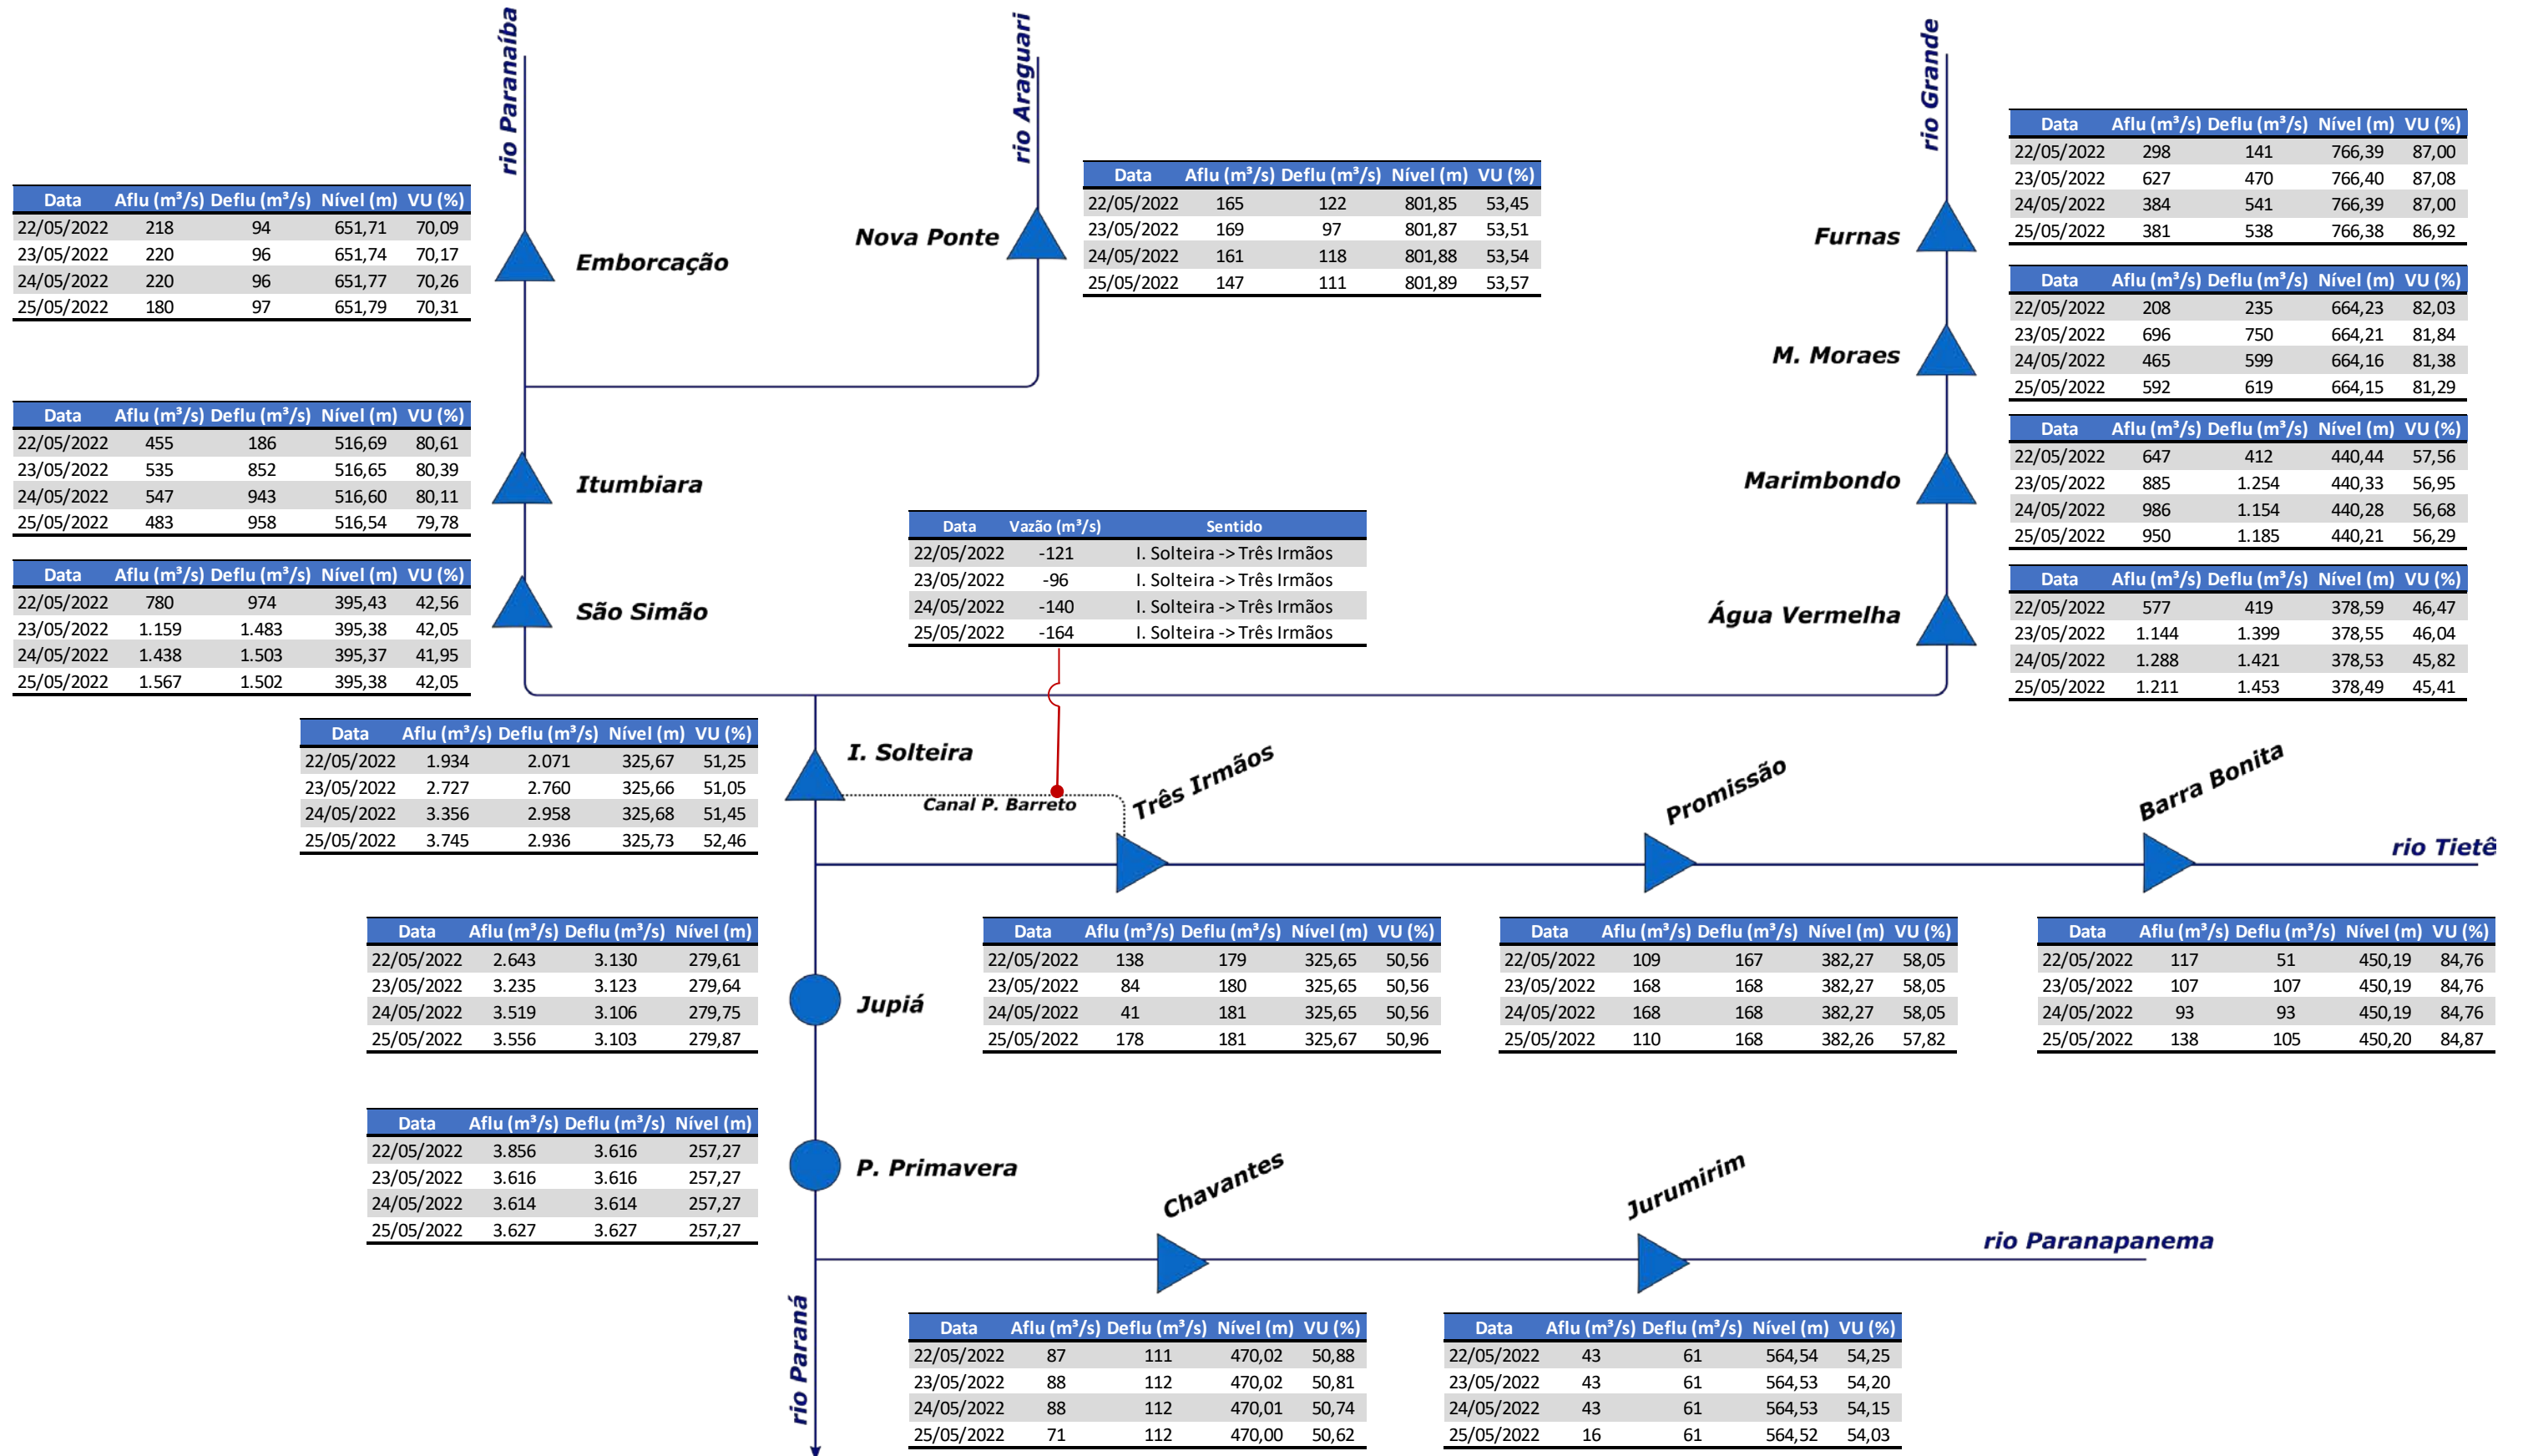 rio Paranaíba
rio Araguari
rio Grande
Data Aflu (m³/s) Deflu (m³/s) Nível (m) VU (%)
22/05/2022 218 94 651,71 70,09
23/05/2022 220 96 651,74 70,17
24/05/2022 220 96 651,77 70,26
25/05/2022 180 97 651,79 70,31
Emborcação
Nova Ponte
Data Aflu (m³/s) Deflu (m³/s) Nível (m) VU (%)
22/05/2022 165 122 801,85 53,45
23/05/2022 169 97 801,87 53,51
24/05/2022 161 118 801,88 53,54
25/05/2022 147 111 801,89 53,57
Furnas
Data Aflu (m³/s) Deflu (m³/s) Nível (m) VU (%)
22/05/2022 298 141 766,39 87,00
23/05/2022 627 470 766,40 87,08
24/05/2022 384 541 766,39 87,00
25/05/2022 381 538 766,38 86,92
M. Moraes
Data Aflu (m³/s) Deflu (m³/s) Nível (m) VU (%)
22/05/2022 208 235 664,23 82,03
23/05/2022 696 750 664,21 81,84
24/05/2022 465 599 664,16 81,38
25/05/2022 592 619 664,15 81,29
Data Aflu (m³/s) Deflu (m³/s) Nível (m) VU (%)
22/05/2022 455 186 516,69 80,61
23/05/2022 535 852 516,65 80,39
24/05/2022 547 943 516,60 80,11
25/05/2022 483 958 516,54 79,78
Itumbiara
Marimbondo
Data Aflu (m³/s) Deflu (m³/s) Nível (m) VU (%)
22/05/2022 647 412 440,44 57,56
23/05/2022 885 1.254 440,33 56,95
24/05/2022 986 1.154 440,28 56,68
25/05/2022 950 1.185 440,21 56,29
Data Aflu (m³/s) Deflu (m³/s) Nível (m) VU (%)
22/05/2022 780 974 395,43 42,56
23/05/2022 1.159 1.483 395,38 42,05
24/05/2022 1.438 1.503 395,37 41,95
25/05/2022 1.567 1.502 395,38 42,05
São Simão
Data Vazão (m³/s) Sentido
22/05/2022 -121 I. Solteira -> Três Irmãos
23/05/2022 -96 I. Solteira -> Três Irmãos
24/05/2022 -140 I. Solteira -> Três Irmãos
25/05/2022 -164 I. Solteira -> Três Irmãos
Água Vermelha
Data Aflu (m³/s) Deflu (m³/s) Nível (m) VU (%)
22/05/2022 577 419 378,59 46,47
23/05/2022 1.144 1.399 378,55 46,04
24/05/2022 1.288 1.421 378,53 45,82
25/05/2022 1.211 1.453 378,49 45,41
Data Aflu (m³/s) Deflu (m³/s) Nível (m) VU (%)
22/05/2022 1.934 2.071 325,67 51,25
23/05/2022 2.727 2.760 325,66 51,05
24/05/2022 3.356 2.958 325,68 51,45
25/05/2022 3.745 2.936 325,73 52,46
I. Solteira
Canal P. Barreto
Três Irmãos
Promissão
Barra Bonita
rio Tietê
Data Aflu (m³/s) Deflu (m³/s) Nível (m)
22/05/2022 2.643 3.130 279,61
23/05/2022 3.235 3.123 279,64
24/05/2022 3.519 3.106 279,75
25/05/2022 3.556 3.103 279,87
Jupiá
Data Aflu (m³/s) Deflu (m³/s) Nível (m) VU (%)
22/05/2022 138 179 325,65 50,56
23/05/2022 84 180 325,65 50,56
24/05/2022 41 181 325,65 50,56
25/05/2022 178 181 325,67 50,96
Data Aflu (m³/s) Deflu (m³/s) Nível (m) VU (%)
22/05/2022 109 167 382,27 58,05
23/05/2022 168 168 382,27 58,05
24/05/2022 168 168 382,27 58,05
25/05/2022 110 168 382,26 57,82
Data Aflu (m³/s) Deflu (m³/s) Nível (m) VU (%)
22/05/2022 117 51 450,19 84,76
23/05/2022 107 107 450,19 84,76
24/05/2022 93 93 450,19 84,76
25/05/2022 138 105 450,20 84,87
Data Aflu (m³/s) Deflu (m³/s) Nível (m)
22/05/2022 3.856 3.616 257,27
23/05/2022 3.616 3.616 257,27
24/05/2022 3.614 3.614 257,27
25/05/2022 3.627 3.627 257,27
P. Primavera
Chavantes
Jurumirim
rio Paranapanema
rio Paraná
Data Aflu (m³/s) Deflu (m³/s) Nível (m) VU (%)
22/05/2022 87 111 470,02 50,88
23/05/2022 88 112 470,02 50,81
24/05/2022 88 112 470,01 50,74
25/05/2022 71 112 470,00 50,62
Data Aflu (m³/s) Deflu (m³/s) Nível (m) VU (%)
22/05/2022 43 61 564,54 54,25
23/05/2022 43 61 564,53 54,20
24/05/2022 43 61 564,53 54,15
25/05/2022 16 61 564,52 54,03